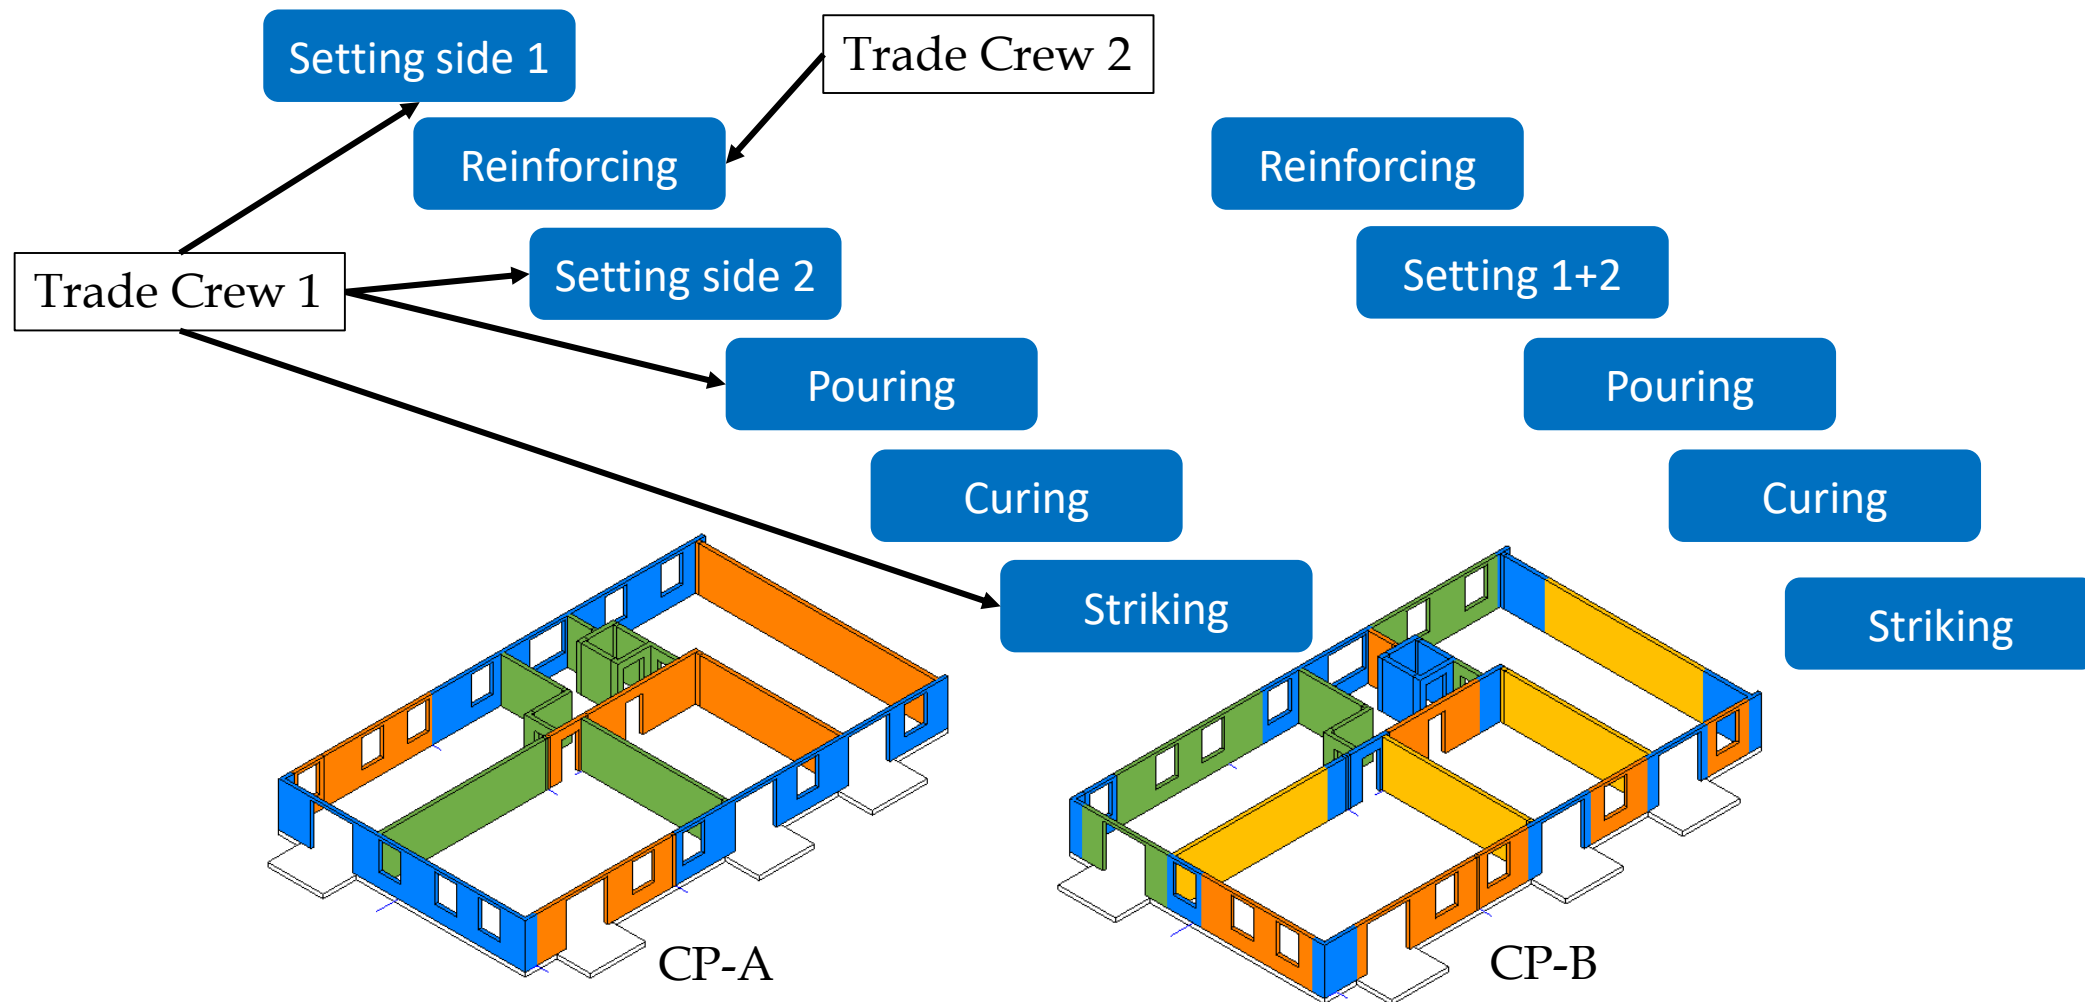 Setting side 1
Trade Crew 2
Reinforcing
Reinforcing
Setting side 2
Setting 1+2
Trade Crew 1
Pouring
Pouring
Curing
Curing
Striking
Striking
CP-A
CP-B